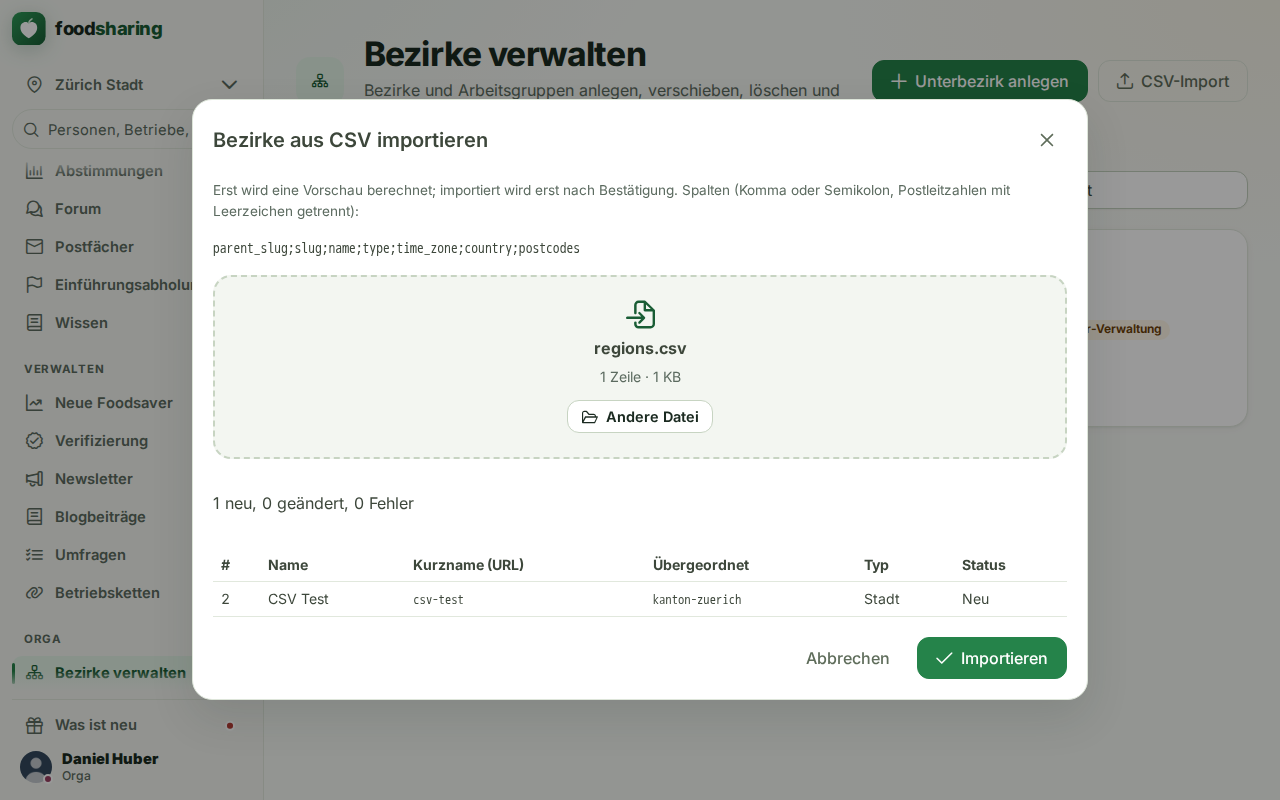 foodsharing
Zürich Stadt
Personen, Betriebe,
Abstimmungen
Forum
Postfächer
Einführungsabholu
Wissen
VERWALTEN
Neue Foodsaver
Verifizierung
Newsletter
Blogbeiträge
Umfragen
Betriebsketten
ORGA
Bezirke verwalten
Was ist neu
Daniel Huber
Orga
Bezirke verwalten
Bezirke und Arbeitsgruppen anlegen, verschieben, löschen und
Unterbezirk anlegen
CSV-Import
Bezirke aus CSV importieren
Erst wird eine Vorschau berechnet; importiert wird erst nach Bestätigung. Spalten (Komma oder Semikolon, Postleitzahlen mit
Leerzeichen getrennt):
parent_slug;slug;name;type;time_zone;country;postcodes
regions.csv
1 Zeile · 1 KB
Andere Datei
1 neu, 0 geändert, 0 Fehler
# Name Kurzname (URL) Übergeordnet Typ Status
2 CSV Test csv-test kanton-zuerich Stadt Neu
Abbrechen
Importieren
r-Verwaltung